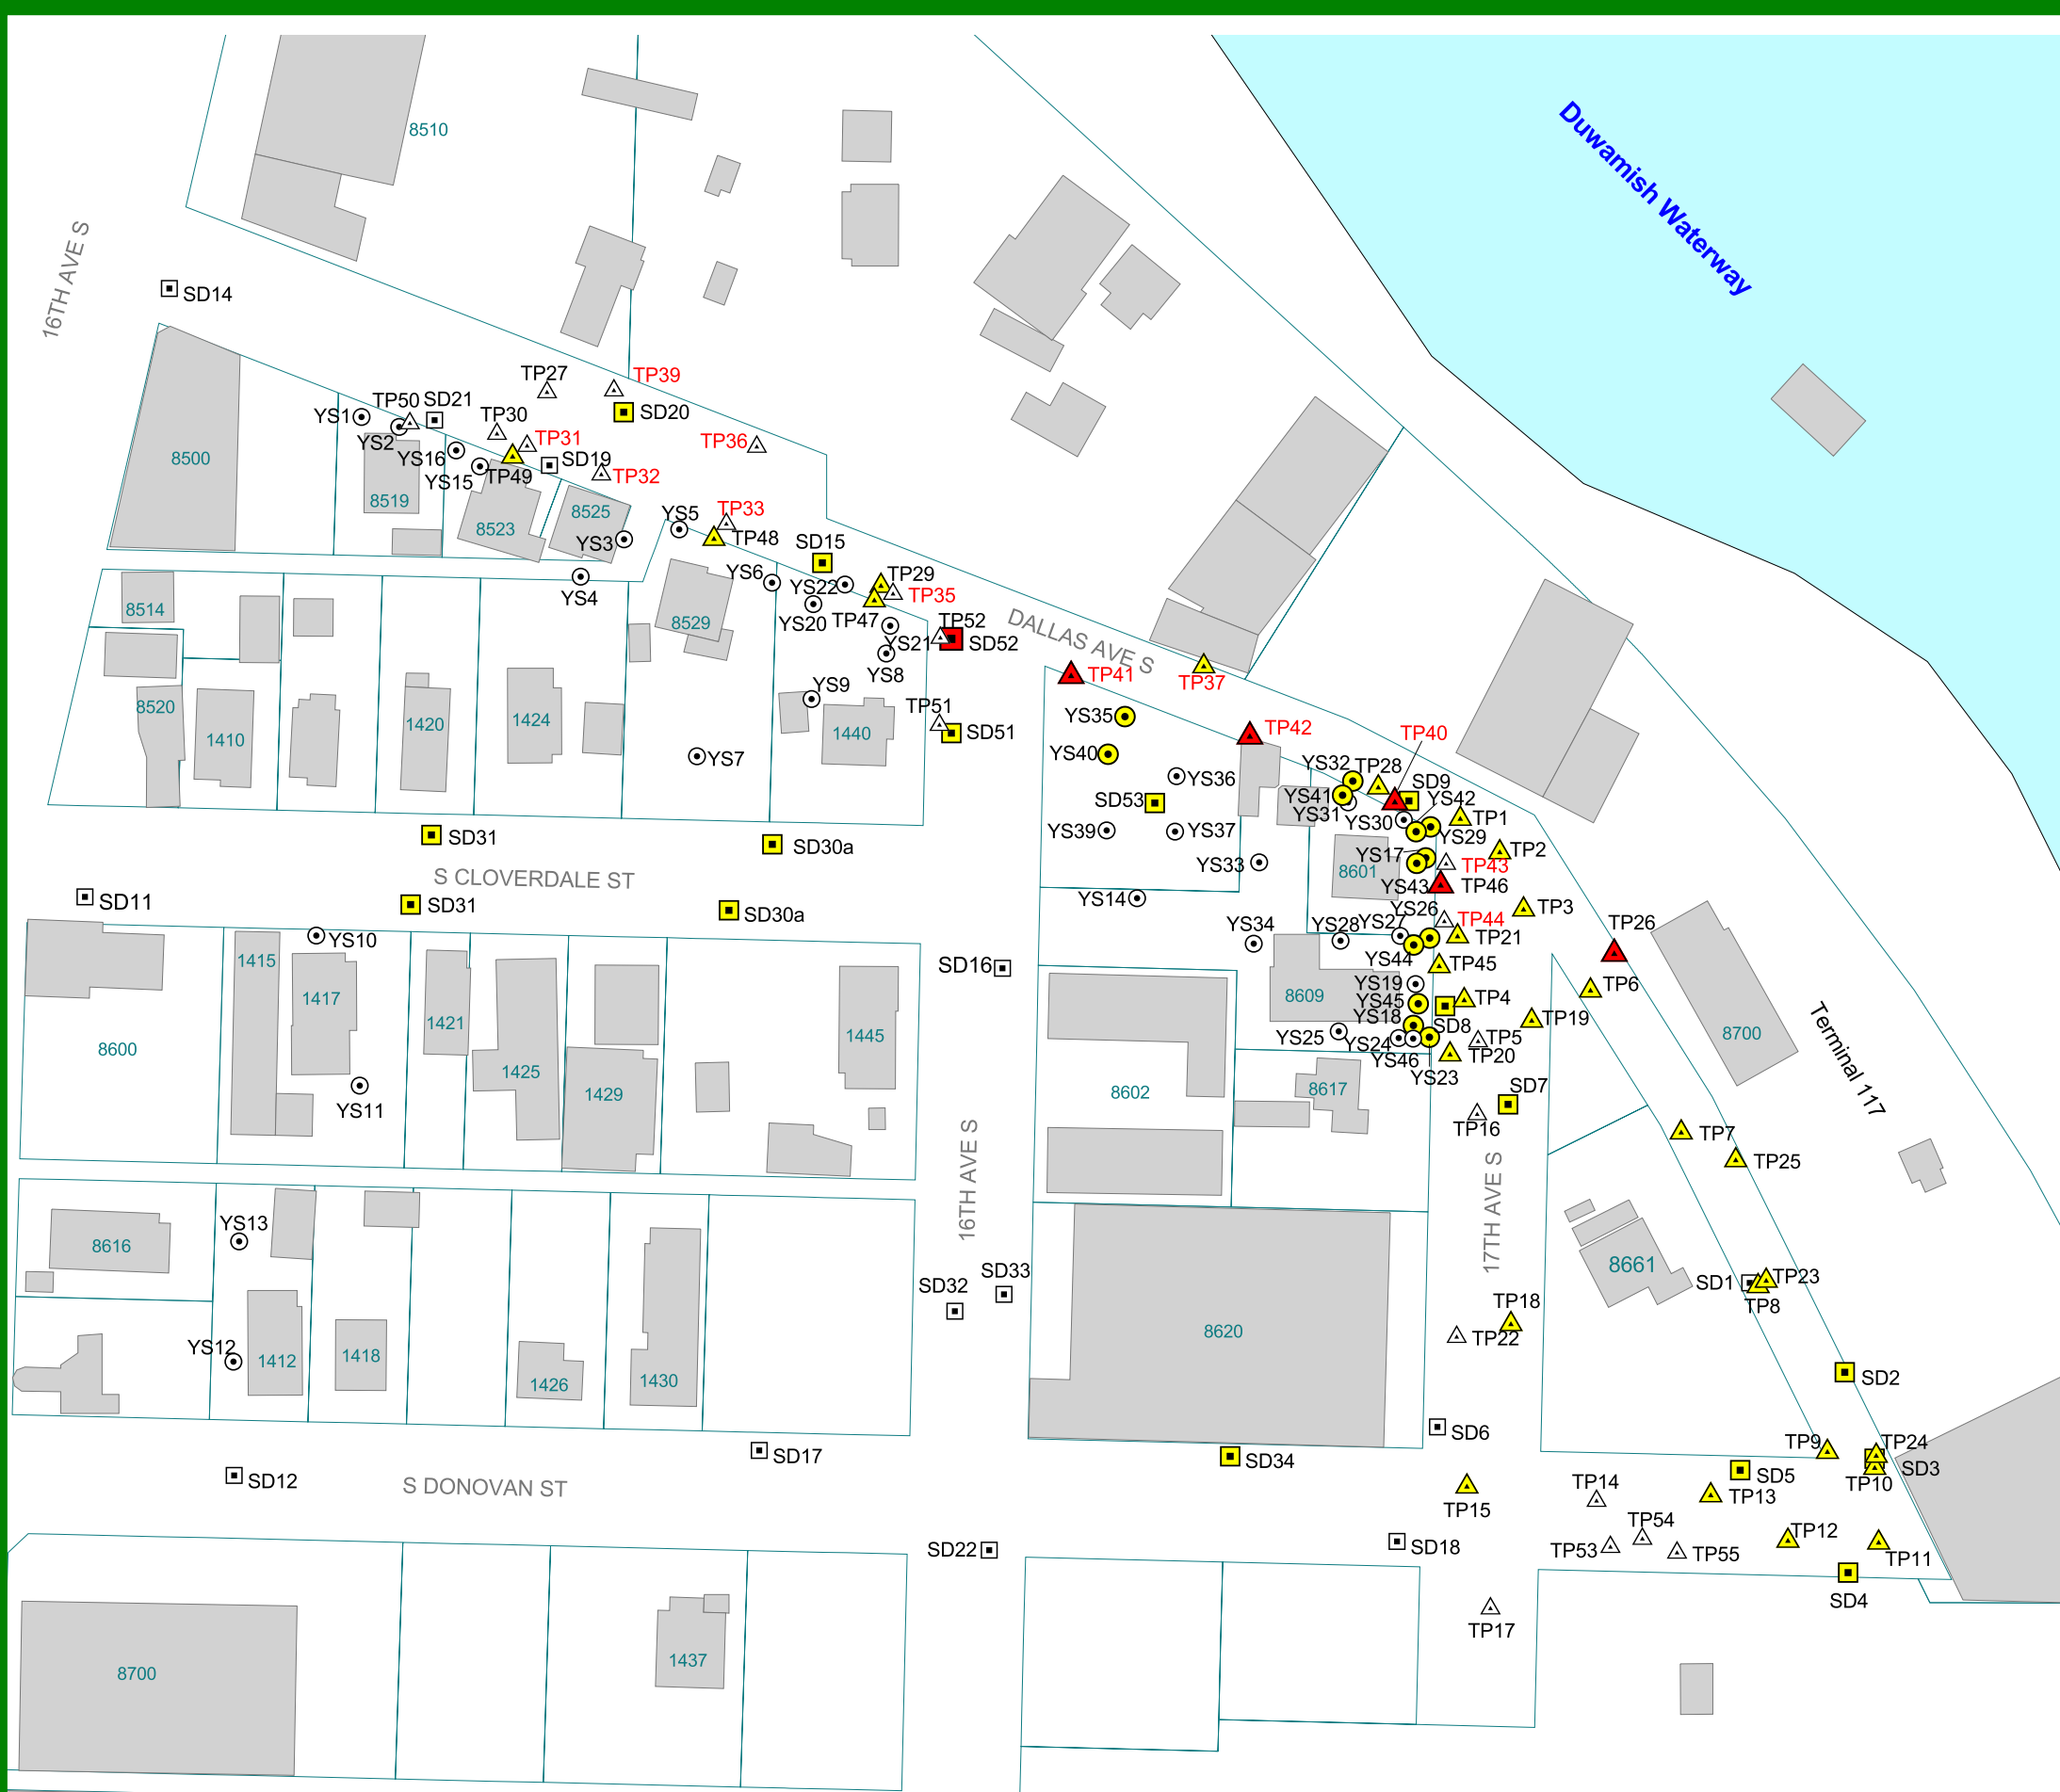 Duwamish Waterway
8510
16TH AVE S
SD14
TP27
TP39
SD20
TP50
SD21
YS1
YS2
TP30
TP31
TP36
8500
YS16
SD19
YS15
TP49
TP32
8519
8523
8525
YS5
TP33
TP48
YS3
SD15
YS6
YS22
TP29
TP35
YS4
8514
8529
YS20
TP47
TP52
YS21
SD52
DALLAS AVE S
YS8
TP41
TP37
8520
YS9
TP51
1410
1420
1424
1440
SD51
YS35
TP42
TP40
YS40
YS7
YS36
YS32
TP28
SD9
YS41
YS42
SD53
YS31
YS30
TP1
YS39
YS37
YS29
SD31
SD30a
YS17
TP2
YS33
TP43
8601
S CLOVERDALE ST
YS43
TP46
SD11
SD31
SD30a
YS14
YS26
TP3
YS34
YS28
YS27
TP44
TP26
YS10
TP21
YS44
TP45
1415
SD16
YS19
TP6
1417
8609
YS45
TP4
1421
YS18
TP19
1445
SD8
8700
Terminal 117
YS25
YS24
TP5
8600
YS46
TP20
1425
YS23
1429
8602
8617
SD7
YS11
TP16
TP7
16TH AVE S
17TH AVE S
TP25
YS13
8616
8661
SD32
SD33
SD1
TP23
TP8
TP18
8620
TP22
YS12
1412
1418
1426
1430
SD2
SD6
SD17
SD34
TP9
TP24
SD3
SD12
S DONOVAN ST
SD5
TP10
TP14
TP13
TP15
TP54
TP12
SD22
SD18
TP53
TP55
TP11
SD4
TP17
8700
1437